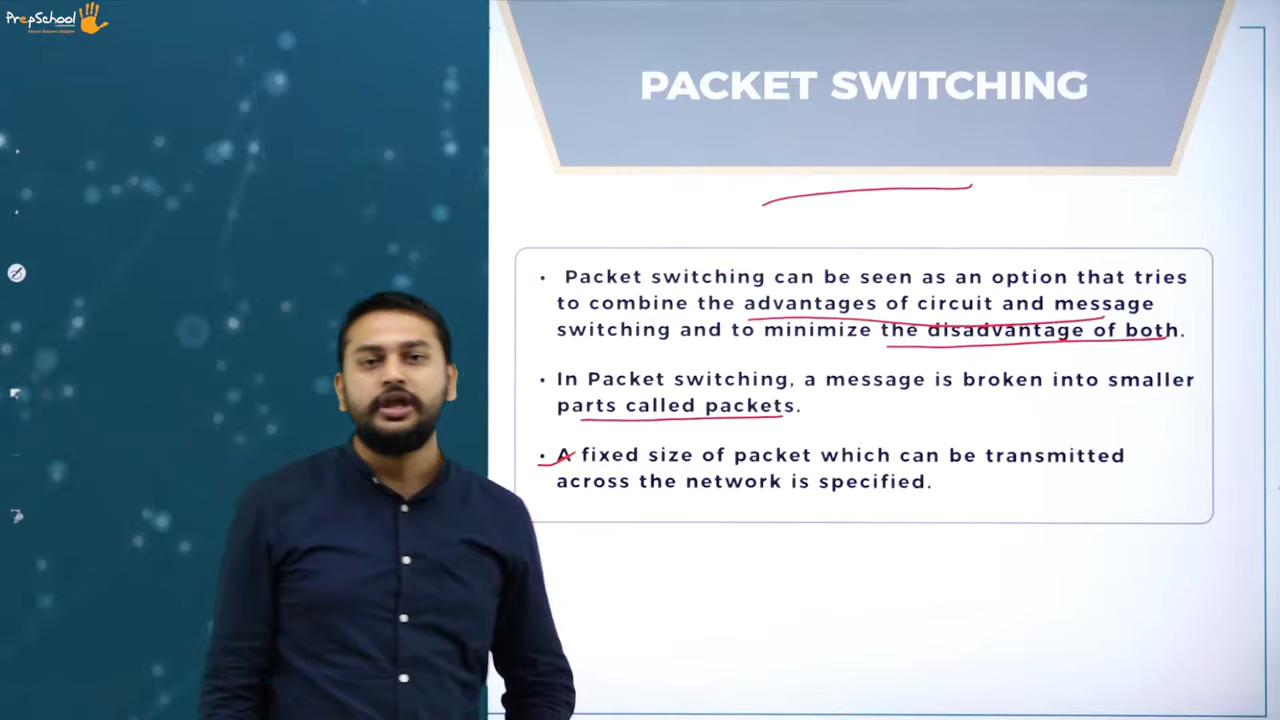 PrepSchool
PACKET SWITCHING
• Packet switching can be seen as an option that tries
to combine the advantages of circuit and message
switching and to minimize the disadvantage of both.
• In Packet switching, a message is broken into smaller
parts called packets.
• A fixed size of packet which can be transmitted
across the network is specified.